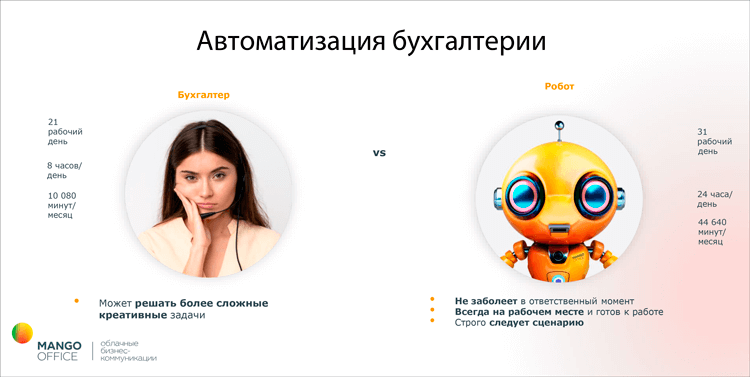 Автоматизация бухгалтерии
Бухгалтер
21
рабочий
день
8 часов/
день
10 080
минут/
месяц
vs
Робот
31
рабочий
день
24 часа/
день
44 640
минут/
месяц
• Может решать более сложные
креативные задачи
• Не заболеет в ответственный момент
• Всегда на рабочем месте и готов к работе
• Строго следует сценарию
MANGO
OFFICE
облачные
бизнес-
коммуникации